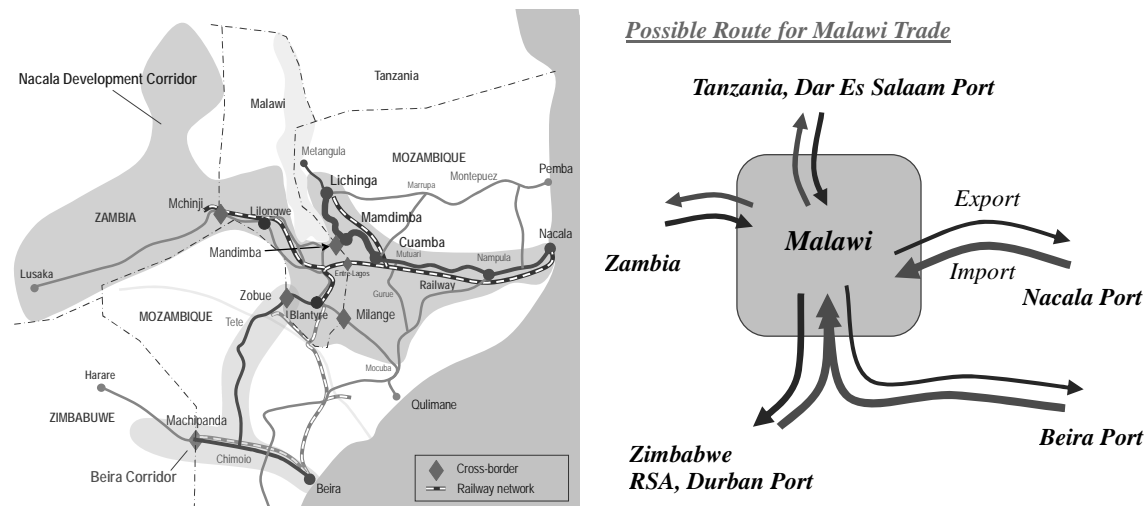 Nacala Development Corridor
Tanzania
Malawi
Metangula
MOZAMBIQUE
Pemba
Lichinga
Marrupa
Montepuez
Mchinji
Lilongwe
ZAMBIA
Mamdimba
Mandimba
Cuamba
Nacala
Mutuari
Nampula
Entre-Lagos
Lusaka
Zobue
Gurue
Railway
Blantyre
Milange
MOZAMBIQUE
Tete
Mocuba
Harare
Qulimane
ZIMBABUWE
Machipanda
Chimoio
Beira Corridor
Beira
Cross-border
Railway network
Possible Route for Malawi Trade
Tanzania, Dar Es Salaam Port
Export
Malawi
Zambia
Import
Nacala Port
Beira Port
Zimbabwe
RSA, Durban Port